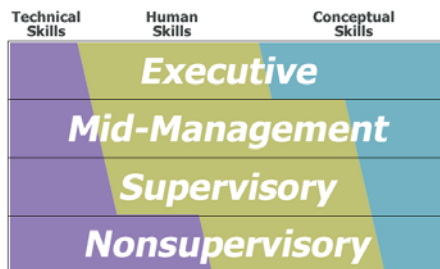 Technical Human Conceptual
Skills Skills Skills
Executive
Mid-Management
Supervisory
Nonsupervisory